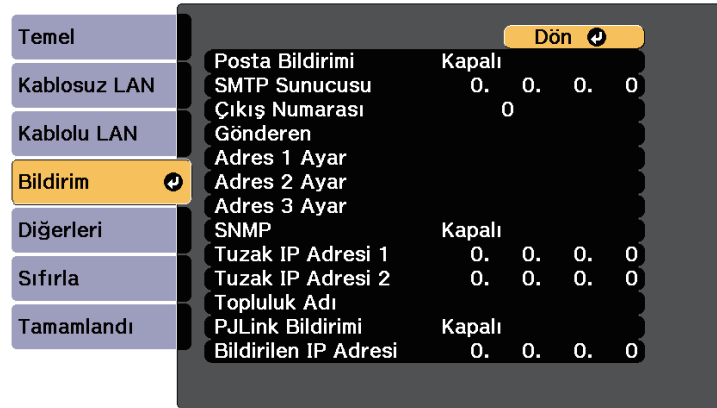 Temel
Kablosuz LAN
Kablolu LAN
Bildirim
Diğerleri
Sıfırla
Tamamlandı
Dön
Posta Bildirimi Kapalı
SMTP Sunucusu 0. 0. 0. 0
Çıkış Numarası 0
Gönderen
Adres 1 Ayar
Adres 2 Ayar
Adres 3 Ayar
SNMP Kapalı
Tuzak IP Adresi 1 0. 0. 0. 0
Tuzak IP Adresi 2 0. 0. 0. 0
Topluluk Adı
PJLink Bildirimi Kapalı
Bildirilen IP Adresi 0. 0. 0. 0